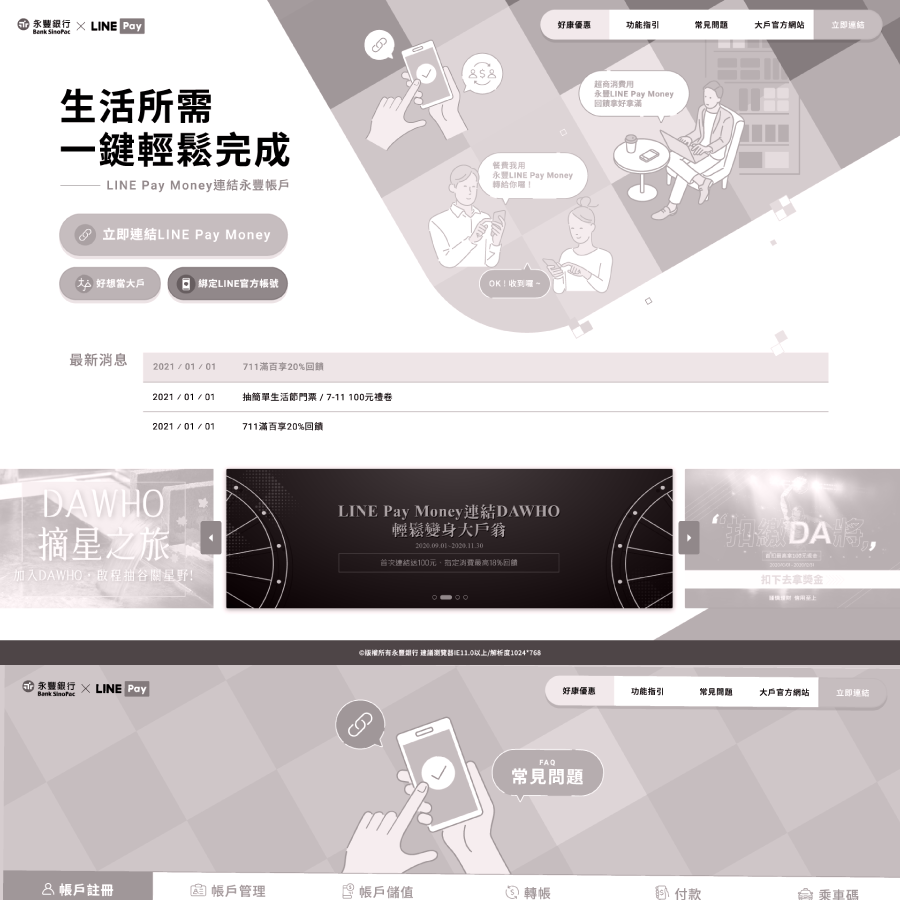 永豐銀行 Bank SinoPac × LINE Pay
好康優惠 功能指引 常見問題 大戶官方網站 立即連結
生活所需
一鍵輕鬆完成
LINE Pay Money連結永豐帳戶
立即連結LINE Pay Money
好想當大戶 綁定LINE官方帳號
超商消費用
永豐LINE Pay Money
回饋拿好拿滿
餐費我用
永豐LINE Pay Money
轉給你囉！
OK！收到囉~
最新消息
2021 / 01 / 01 711滿百享20%回饋
2021 / 01 / 01 抽簡單生活節門票 / 7-11 100元禮卷
2021 / 01 / 01 711滿百享20%回饋
DAWHO
摘星之旅
加入DAWHO，啟程抽谷關星野!
LINE Pay Money連結DAWHO
輕鬆變身大戶翁
2020.09.01~2020.11.30
首次連結送100元，指定消費最高18%回饋
扣繳DA將,
扣下去拿獎金
©版權所有永豐銀行 建議瀏覽器IE11.0以上/解析度1024*768
永豐銀行 Bank SinoPac × LINE Pay
好康優惠 功能指引 常見問題 大戶官方網站 立即連結
FAQ
常見問題
帳戶註冊 帳戶管理 帳戶儲值 轉帳 付款 乘車碼